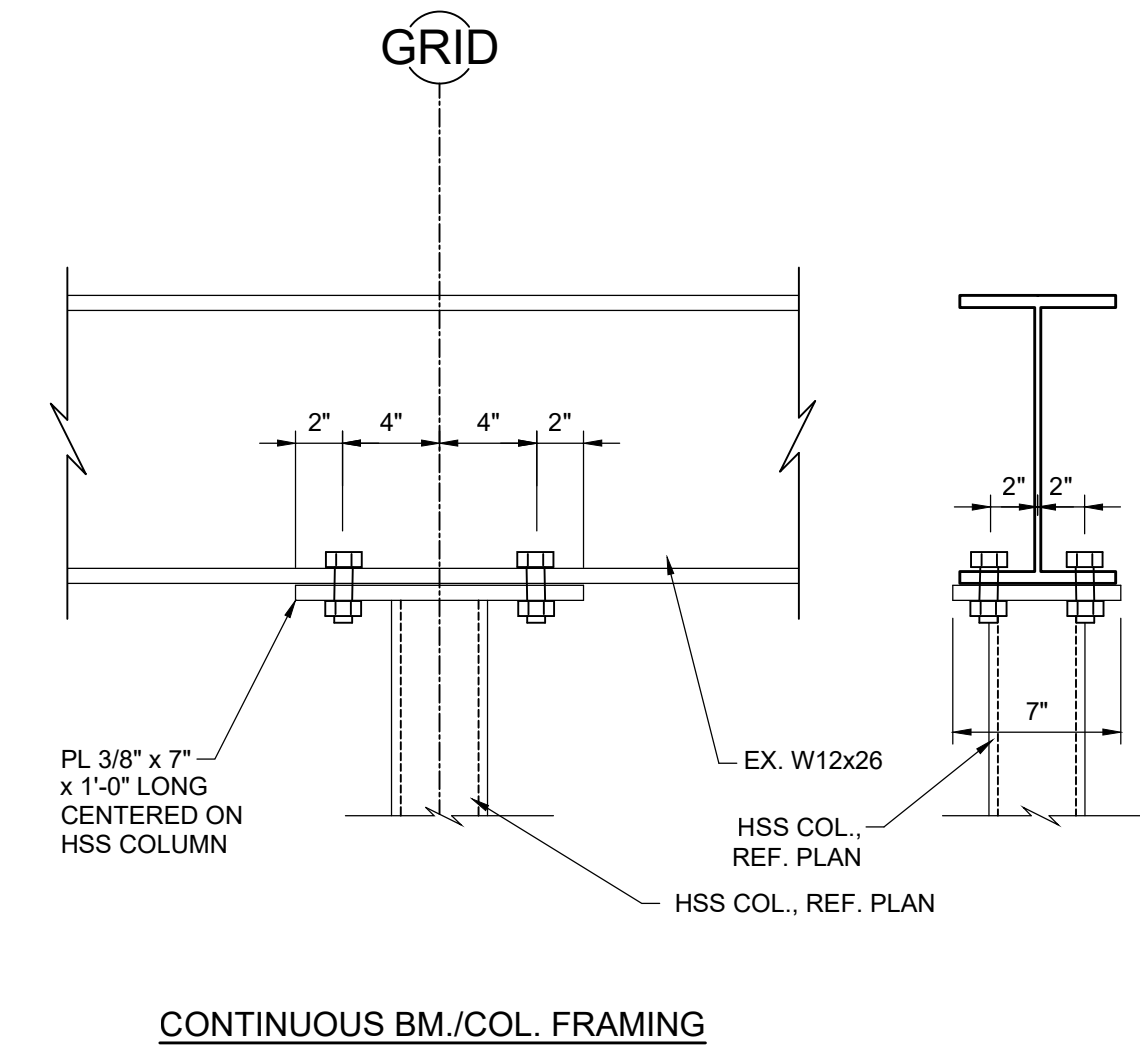 GRID
2"
4"
4"
2"
2"
2"
7"
PL 3/8" x 7"
x 1'-0" LONG
CENTERED ON
HSS COLUMN
EX. W12x26
HSS COL.,
REF. PLAN
HSS COL., REF. PLAN
CONTINUOUS BM./COL. FRAMING